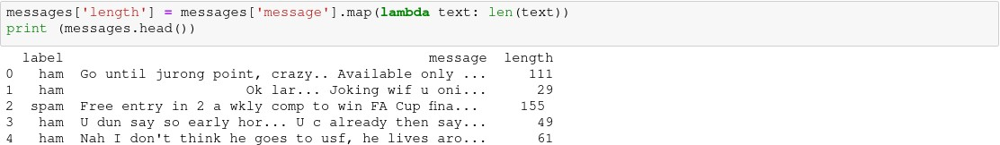 messages['length'] = messages['message'].map(lambda text: len(text))
print (messages.head())
label message length
0 ham Go until jurong point, crazy.. Available only ... 111
1 ham Ok lar... Joking wif u oni... 29
2 spam Free entry in 2 a wkly comp to win FA Cup fina... 155
3 ham U dun say so early hor... U c already then say... 49
4 ham Nah I don't think he goes to usf, he lives aro... 61